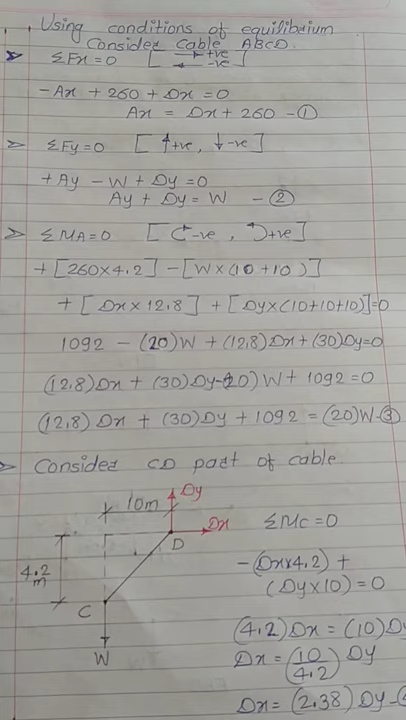 Using conditions of equilibrium
Consider cable ABCD.
ΣFx=0 [→+ve ←-ve]
-Ax + 260 + Dx = 0
Ax = Dx + 260 -①
ΣFy=0 [↑+ve, ↓-ve]
+Ay - W + Dy = 0
Ay + Dy = W - ②
ΣMA=0 [↻-ve, ↺+ve]
+[260×4.2] - [W×(10+10)]
+ [Dx×12.8] + [Dy×(10+10+10)]=0
1092 - (20)W + (12.8)Dx + (30)Dy=0
(12.8)Dx + (30)Dy-(20)W + 1092 = 0
(12.8) Dx + (30)Dy + 1092 = (20)W-③
Consider CD part of cable.
10m
Dy
Dx
D
4.2 m
C
W
ΣMc=0
-(Dx×4.2) +
(Dy×10) = 0
(4.2)Dx = (10)Dy
Dx = (10/4.2) Dy
Dx = (2.38) Dy -